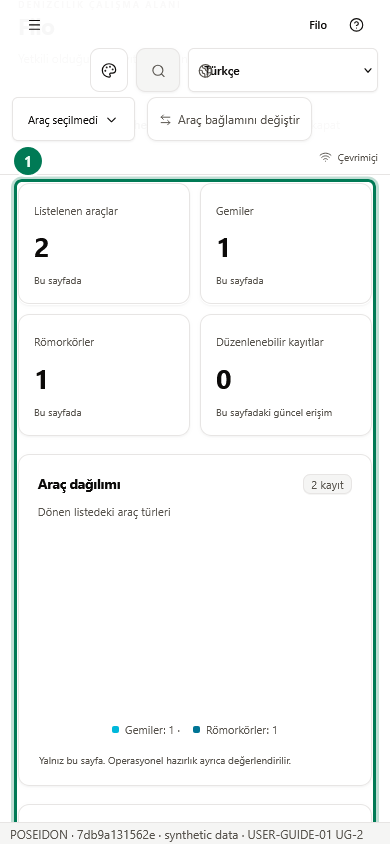 Filo
Türkçe
Araç seçilmedi
Araç bağlamını değiştir
Çevrimiçi
1
Listelenen araçlar
2
Bu sayfada
Gemiler
1
Bu sayfada
Römorkörler
1
Bu sayfada
Düzenlenebilir kayıtlar
0
Bu sayfadaki güncel erişim
Araç dağılımı
2 kayıt
Dönen listedeki araç türleri
Gemiler: 1 ·
Römorkörler: 1
Yalnız bu sayfa. Operasyonel hazırlık ayrıca değerlendirilir.
POSEIDON · 7db9a131562e · synthetic data · USER-GUIDE-01 UG-2